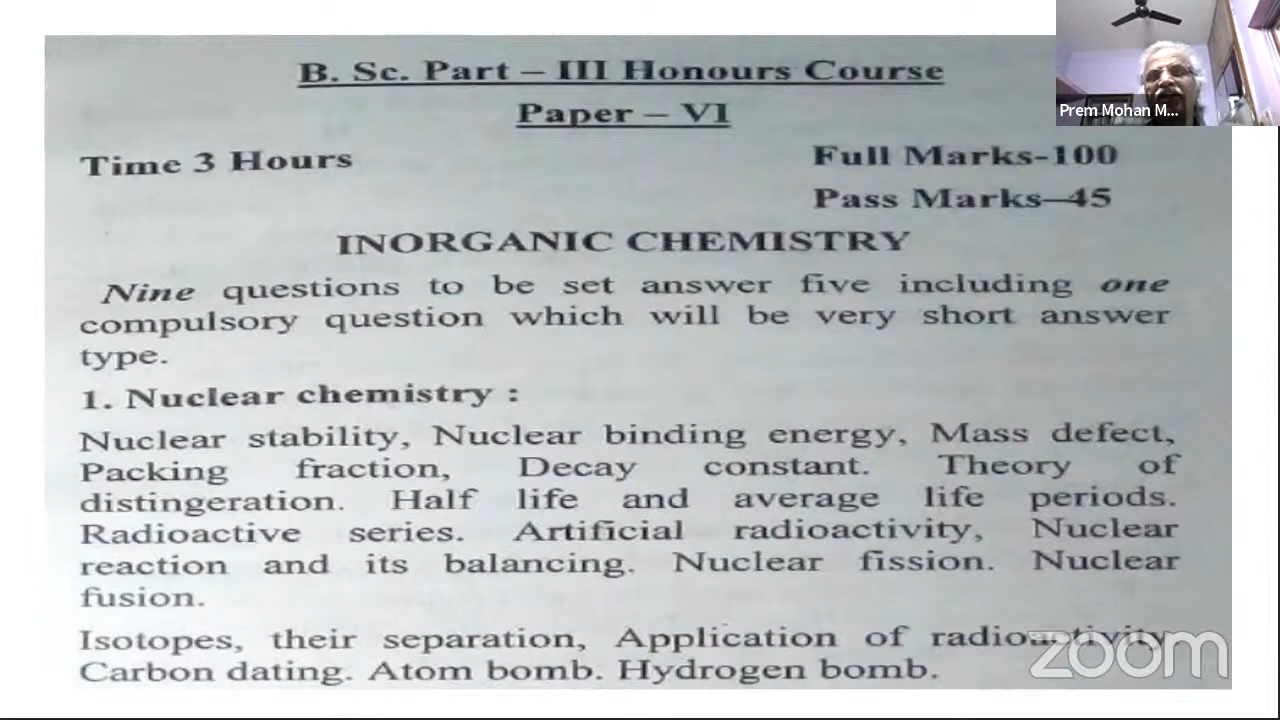 B. Sc. Part – III Honours Course
Prem Mohan M...
Paper – VI
Time 3 Hours
Full Marks-100
Pass Marks–45
INORGANIC CHEMISTRY
Nine questions to be set answer five including one
compulsory question which will be very short answer
type.
1. Nuclear chemistry :
Nuclear stability, Nuclear binding energy, Mass defect,
Packing fraction, Decay constant. Theory of
distingeration. Half life and average life periods.
Radioactive series. Artificial radioactivity, Nuclear
reaction and its balancing. Nuclear fission. Nuclear
fusion.
Isotopes, their separation, Application of radioactivity
Carbon dating. Atom bomb. Hydrogen bomb.
zoom